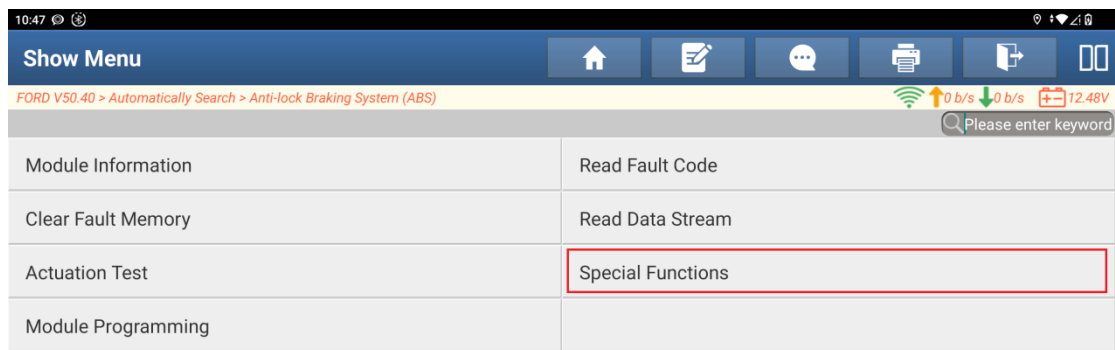 10:47
Show Menu
FORD V50.40 > Automatically Search > Anti-lock Braking System (ABS)
0 b/s 0 b/s 12.48V
Please enter keyword
Module Information
Read Fault Code
Clear Fault Memory
Read Data Stream
Actuation Test
Special Functions
Module Programming